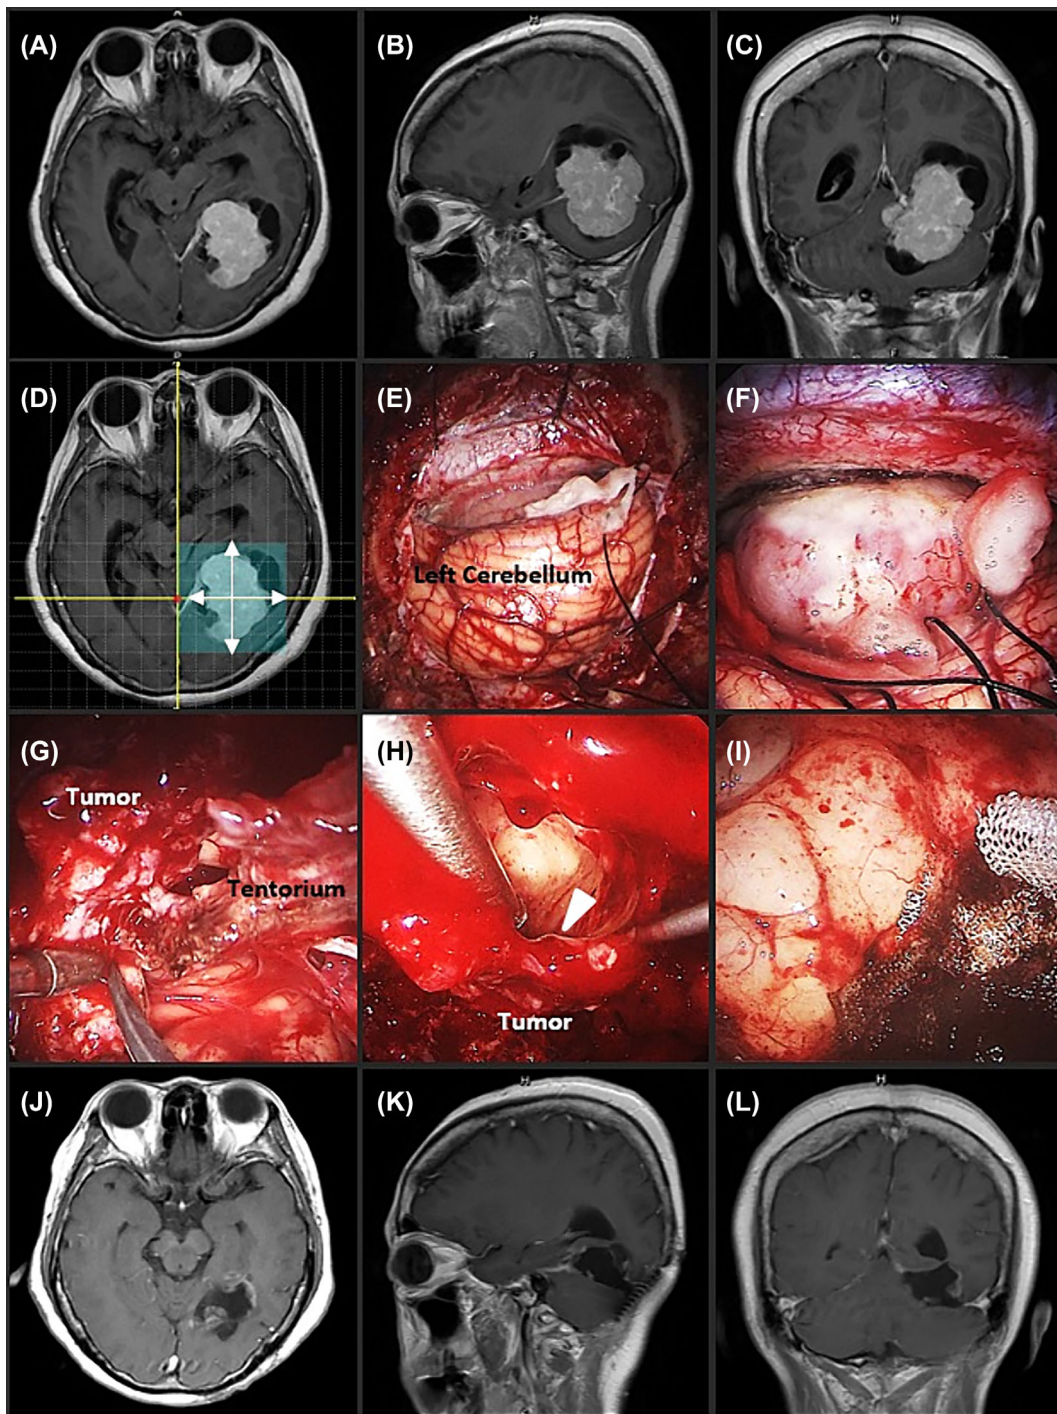 (A)
(B)
(C)
H
H
F
F
(D)
(E)
(F)
Left Cerebellum
(G)
(H)
(I)
Tumor
Tentorium
Tumor
(J)
(K)
(L)
H
H